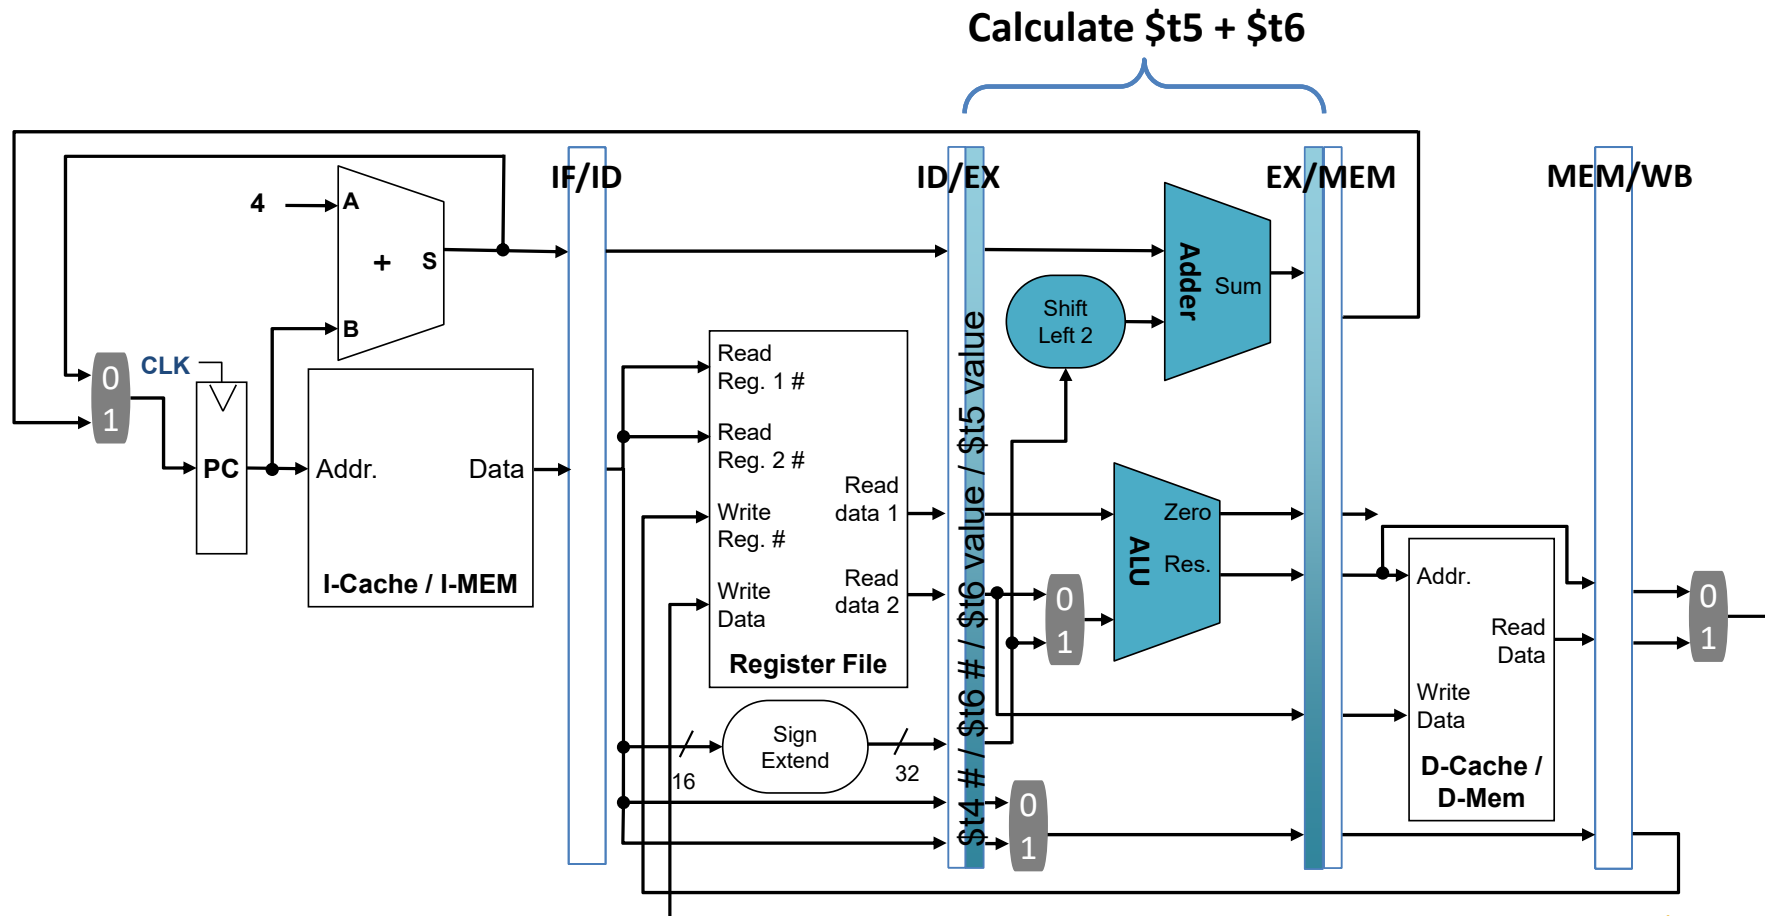 Calculate $t5 + $t6
IF/ID
ID/EX
EX/MEM
MEM/WB
4
A
+
S
B
CLK
0
1
PC
Addr.
Data
I-Cache / I-MEM
Read
Reg. 1 #
Read
Reg. 2 #
Write
Reg. #
Write
Data
Read
data 1
Read
data 2
Register File
Sign
Extend
16
32
$t4 # / $t6 # / $t6 value / $t5 value
Shift
Left 2
Adder
Sum
0
1
ALU
Zero
Res.
0
1
Addr.
Read
Data
Write
Data
D-Cache /
D-Mem
0
1